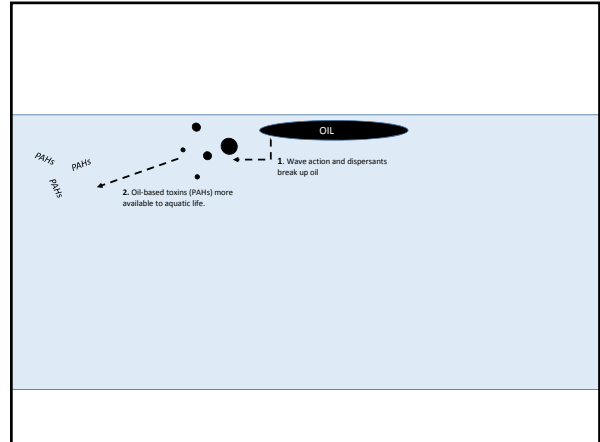 OIL
1. Wave action and dispersants
break up oil
PAHs
PAHs
PAHs
2. Oil-based toxins (PAHs) more
available to aquatic life.